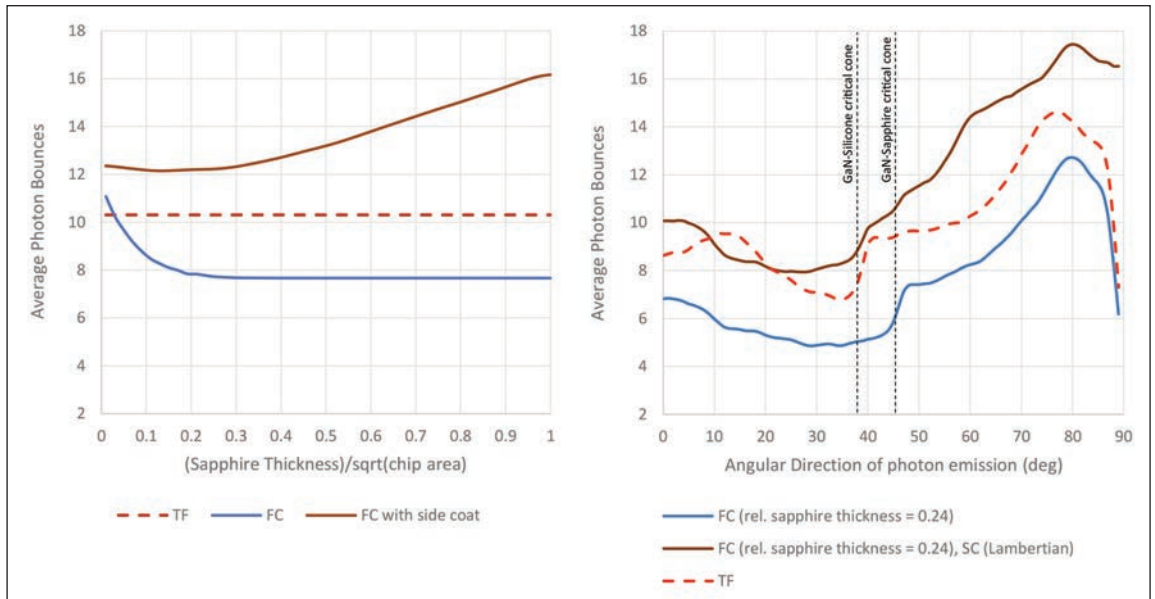 18
16
14
12
10
8
6
4
2
Average Photon Bounces
0 0.1 0.2 0.3 0.4 0.5 0.6 0.7 0.8 0.9 1
(Sapphire Thickness)/sqrt(chip area)
TF FC FC with side coat
18
16
14
12
10
8
6
4
2
Average Photon Bounces
GaN-Silicone critical cone
GaN-Sapphire critical cone
0 10 20 30 40 50 60 70 80 90
Angular Direction of photon emission (deg)
FC (rel. sapphire thickness = 0.24)
FC (rel. sapphire thickness = 0.24), SC (Lambertian)
TF